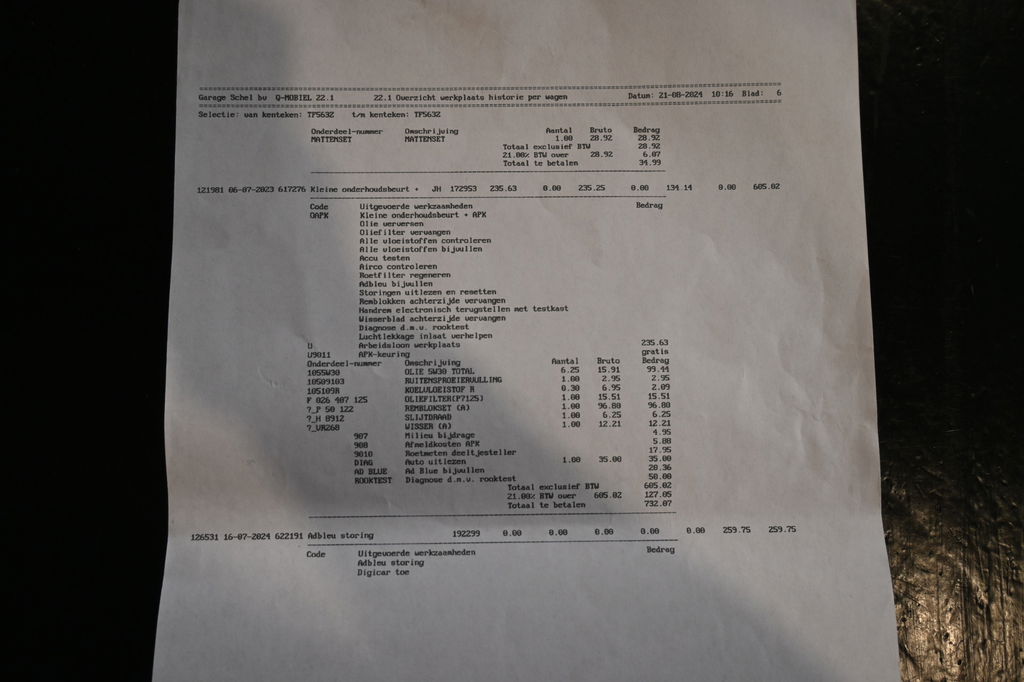 Garage Schel bv Q-MOBIEL 22.1 22.1 Overzicht werkplaats historie per wagen Datum: 21-08-2024 10:16 Blad: 6
Selectie: van kenteken: TF563Z t/m kenteken: TF563Z
Onderdeel-nummer Omschrijving Aantal Bruto Bedrag
MATTENSET MATTENSET 1.00 28.92 28.92
Totaal exclusief BTW 28.92
21.00% BTW over 28.92 6.07
Totaal te betalen 34.99
121981 06-07-2023 617276 Kleine onderhoudsbeurt + JH 172953 235.63 0.00 235.25 0.00 134.14 0.00 605.02
Code Uitgevoerde werkzaamheden Bedrag
OAPK Kleine onderhoudsbeurt + APK
Olie verversen
Oliefilter vervangen
Alle vloeistoffen controleren
Alle vloeistoffen bijvullen
Accu testen
Airco controleren
Roetfilter regeneren
Adbleu bijvullen
Storingen uitlezen en resetten
Remblokken achterzijde vervangen
Handrem electronisch terugstellen met testkast
Wisserblad achterzijde vervangen
Diagnose d.m.v. rooktest
Luchtlekkage inlaat verhelpen
U Arbeidsloon werkplaats 235.63
U9011 APK-keuring gratis
Onderdeel-nummer Omschrijving Aantal Bruto Bedrag
1055W30 OLIE 5W30 TOTAL 6.25 15.91 99.44
10509103 RUITENSPROEIERVULLING 1.00 2.95 2.95
105109R KOELVLOEISTOF R 0.30 6.95 2.09
F 026 407 125 OLIEFILTER(P7125) 1.00 15.51 15.51
7_P 50 122 REMBLOKSET (A) 1.00 96.80 96.80
7_H 8912 SLIJTDRAAD 1.00 6.25 6.25
7_VR268 WISSER (A) 1.00 12.21 12.21
907 Milieu bijdrage 4.95
908 Afmeldkosten APK 5.88
9010 Roetmeten deeltjesteller 17.95
DIAG Auto uitlezen 1.00 35.00 35.00
AD BLUE Ad Blue bijvullen 20.36
ROOKTEST Diagnose d.m.v. rooktest 50.00
Totaal exclusief BTW 605.02
21.00% BTW over 605.02 127.05
Totaal te betalen 732.07
126531 16-07-2024 622191 Adbleu storing 192299 0.00 0.00 0.00 0.00 0.00 259.75 259.75
Code Uitgevoerde werkzaamheden Bedrag
Adbleu storing
Digicar toe